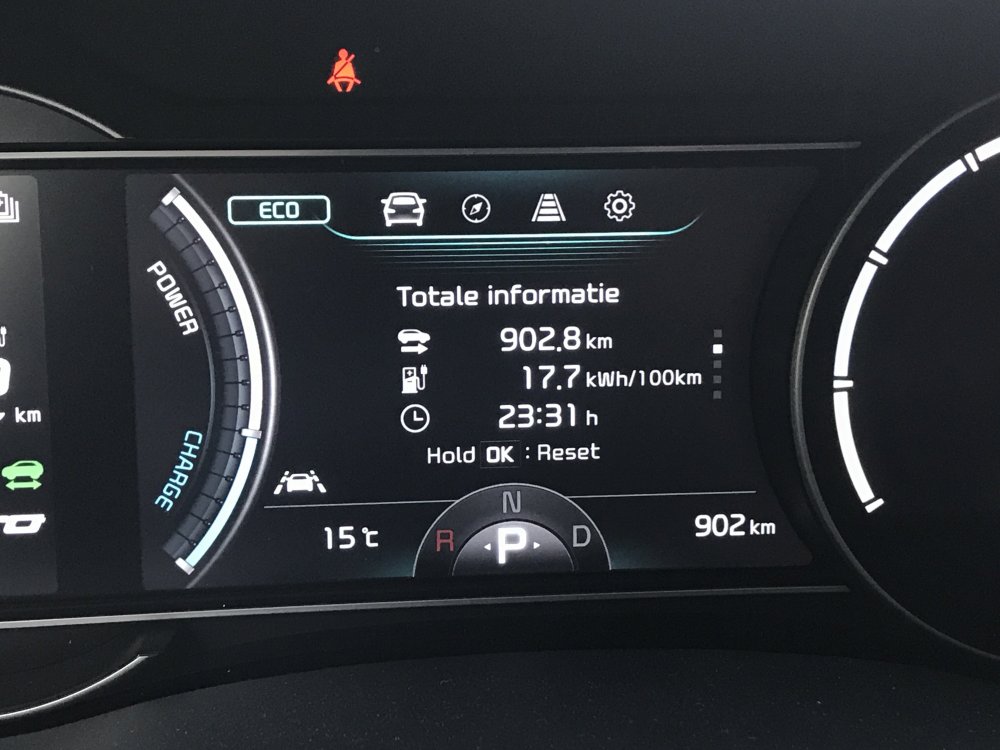 ECO
POWER
Totale informatie
902.8 km
17.7 kWh/100km
23:31 h
Hold OK : Reset
CHARGE
km
N
R P D
15 °C
902 km